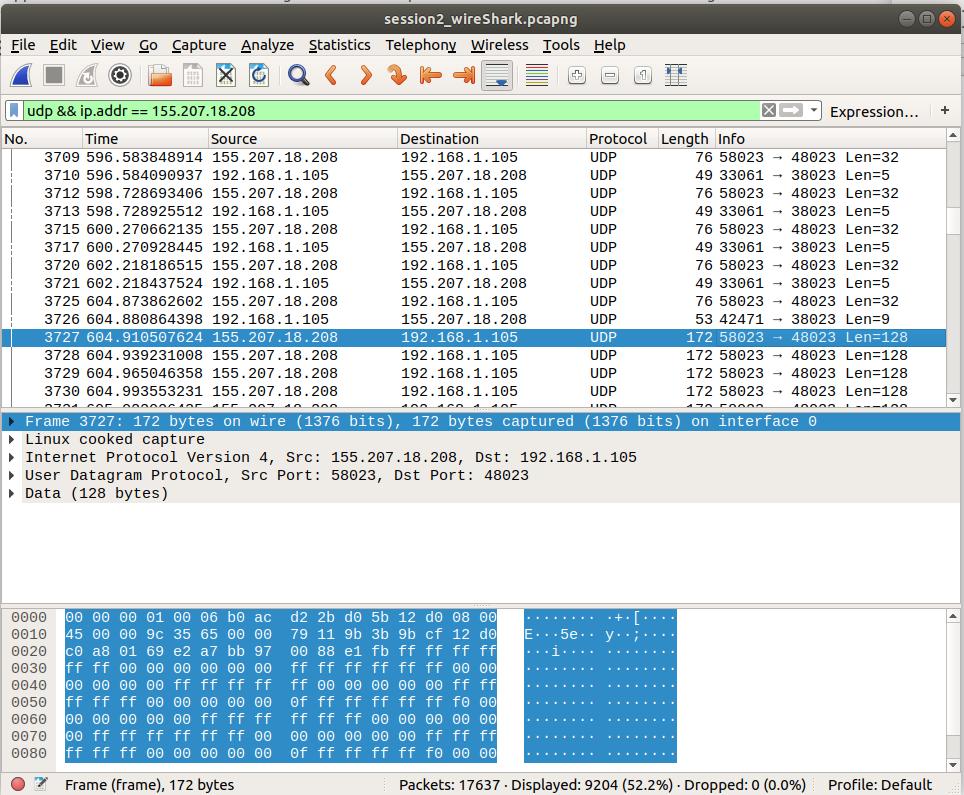 session2_wireShark.pcapng
File Edit View Go Capture Analyze Statistics Telephony Wireless Tools Help
udp && ip.addr == 155.207.18.208 Expression… +
No. Time Source Destination Protocol Length Info
3709 596.583848914 155.207.18.208 192.168.1.105 UDP 76 58023 → 48023 Len=32
3710 596.584090937 192.168.1.105 155.207.18.208 UDP 49 33061 → 38023 Len=5
3712 598.728693406 155.207.18.208 192.168.1.105 UDP 76 58023 → 48023 Len=32
3713 598.728925512 192.168.1.105 155.207.18.208 UDP 49 33061 → 38023 Len=5
3715 600.270662135 155.207.18.208 192.168.1.105 UDP 76 58023 → 48023 Len=32
3717 600.270928445 192.168.1.105 155.207.18.208 UDP 49 33061 → 38023 Len=5
3720 602.218186515 155.207.18.208 192.168.1.105 UDP 76 58023 → 48023 Len=32
3721 602.218437524 192.168.1.105 155.207.18.208 UDP 49 33061 → 38023 Len=5
3725 604.873862602 155.207.18.208 192.168.1.105 UDP 76 58023 → 48023 Len=32
3726 604.880864398 192.168.1.105 155.207.18.208 UDP 53 42471 → 38023 Len=9
3727 604.910507624 155.207.18.208 192.168.1.105 UDP 172 58023 → 48023 Len=128
3728 604.939231008 155.207.18.208 192.168.1.105 UDP 172 58023 → 48023 Len=128
3729 604.965046358 155.207.18.208 192.168.1.105 UDP 172 58023 → 48023 Len=128
3730 604.993553231 155.207.18.208 192.168.1.105 UDP 172 58023 → 48023 Len=128
Frame 3727: 172 bytes on wire (1376 bits), 172 bytes captured (1376 bits) on interface 0
Linux cooked capture
Internet Protocol Version 4, Src: 155.207.18.208, Dst: 192.168.1.105
User Datagram Protocol, Src Port: 58023, Dst Port: 48023
Data (128 bytes)
0000 00 00 00 01 00 06 b0 ac d2 2b d0 5b 12 d0 08 00 ········ ·+·[····
0010 45 00 00 9c 35 65 00 00 79 11 9b 3b 9b cf 12 d0 E···5e·· y··;····
0020 c0 a8 01 69 e2 a7 bb 97 00 88 e1 fb ff ff ff ff ···i···· ········
0030 ff ff 00 00 00 00 00 00 ff ff ff ff ff ff 00 00 ········ ········
0040 00 00 00 00 ff ff ff ff ff 00 00 00 00 00 ff ff ········ ········
0050 ff ff ff 00 00 00 00 00 0f ff ff ff ff ff f0 00 ········ ········
0060 00 00 00 00 00 ff ff ff ff ff ff 00 00 00 00 00 ········ ········
0070 00 ff ff ff ff ff ff 00 00 00 00 00 00 ff ff ff ········ ········
0080 ff ff ff 00 00 00 00 00 0f ff ff ff ff f0 00 00 ········ ········
Frame (frame), 172 bytes Packets: 17637 · Displayed: 9204 (52.2%) · Dropped: 0 (0.0%) Profile: Default